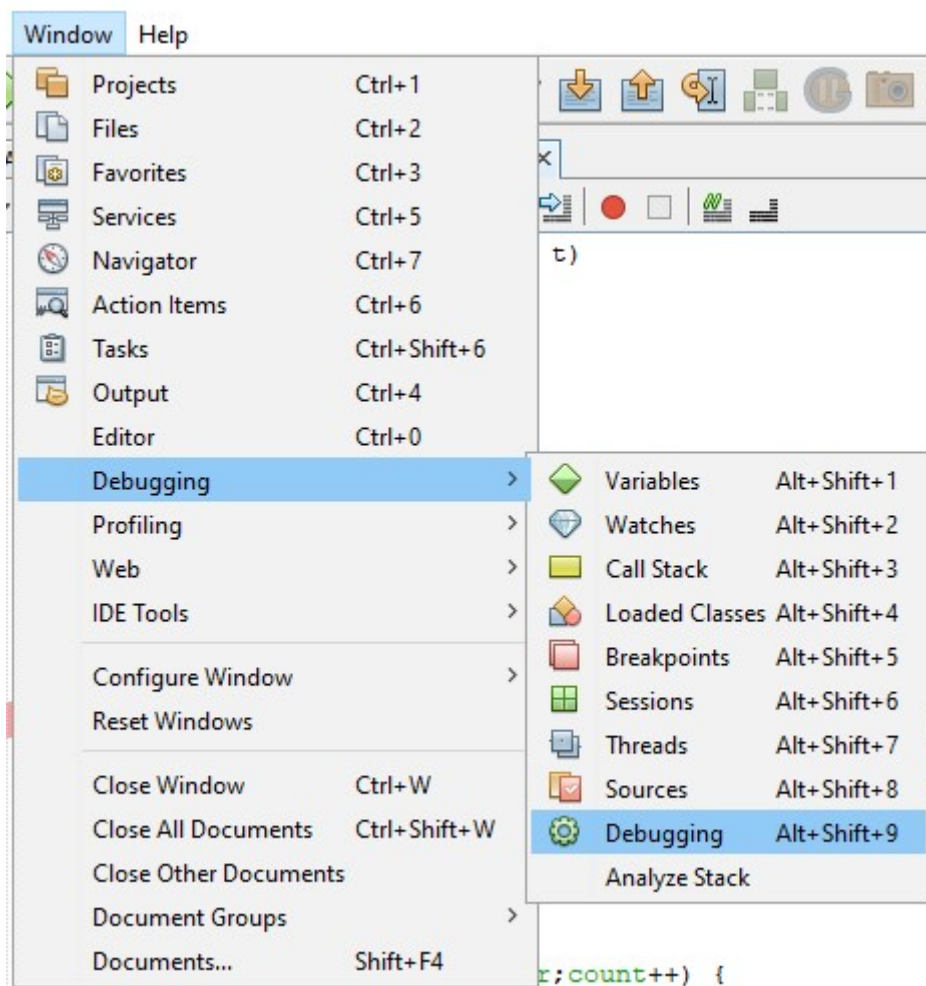 Window Help
Projects Ctrl+1
Files Ctrl+2
Favorites Ctrl+3
Services Ctrl+5
Navigator Ctrl+7
t)
Action Items Ctrl+6
Tasks Ctrl+Shift+6
Output Ctrl+4
Editor Ctrl+0
Debugging
Variables Alt+Shift+1
Profiling
Watches Alt+Shift+2
Web
Call Stack Alt+Shift+3
IDE Tools
Loaded Classes Alt+Shift+4
Breakpoints Alt+Shift+5
Configure Window
Sessions Alt+Shift+6
Reset Windows
Threads Alt+Shift+7
Close Window Ctrl+W
Sources Alt+Shift+8
Close All Documents Ctrl+Shift+W
Debugging Alt+Shift+9
Close Other Documents
Analyze Stack
Document Groups
Documents... Shift+F4
r;count++) {